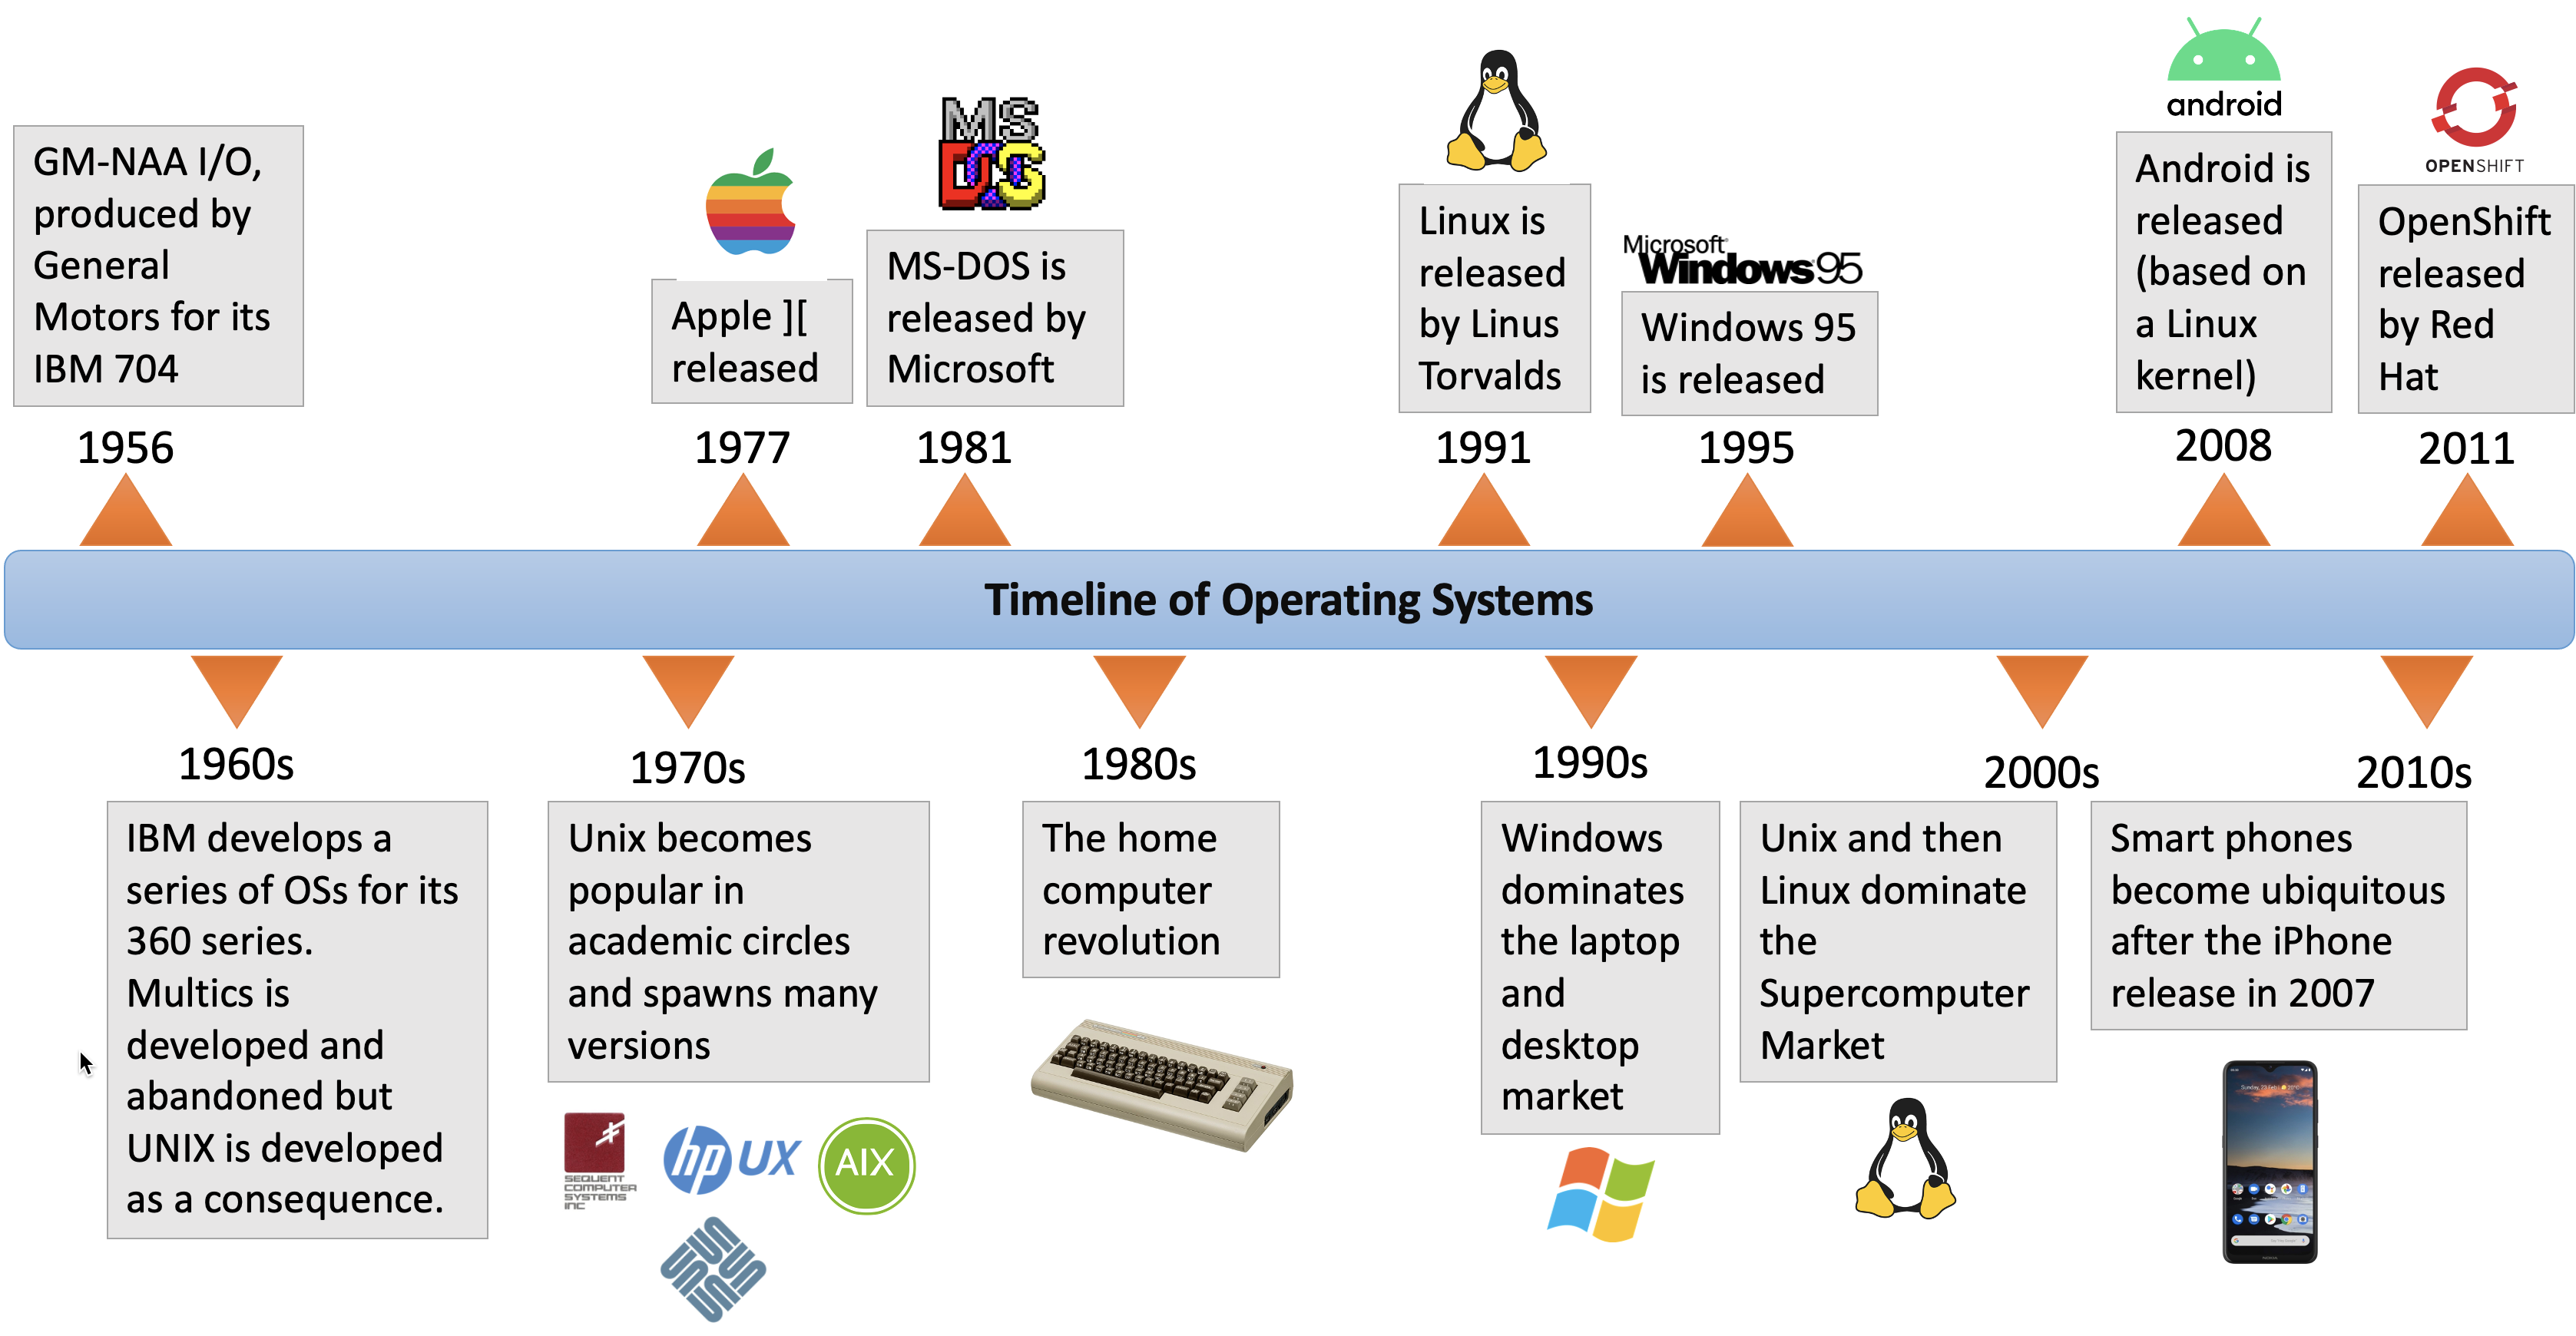 GM-NAA I/O,
produced by
General
Motors for its
IBM 704
1956
Apple ][
released
1977
MS
DOS
MS-DOS is
released by
Microsoft
1981
Linux is
released
by Linus
Torvalds
1991
Microsoft
Windows 95
Windows 95
is released
1995
android
Android is
released
(based on
a Linux
kernel)
2008
OPENSHIFT
OpenShift
released
by Red
Hat
2011
Timeline of Operating Systems
1960s
IBM develops a
series of OSs for its
360 series.
Multics is
developed and
abandoned but
UNIX is developed
as a consequence.
1970s
Unix becomes
popular in
academic circles
and spawns many
versions
SEQUENT
COMPUTER
SYSTEMS
INC
hp UX
AIX
1980s
The home
computer
revolution
1990s
Windows
dominates
the laptop
and
desktop
market
2000s
Unix and then
Linux dominate
the
Supercomputer
Market
2010s
Smart phones
become ubiquitous
after the iPhone
release in 2007